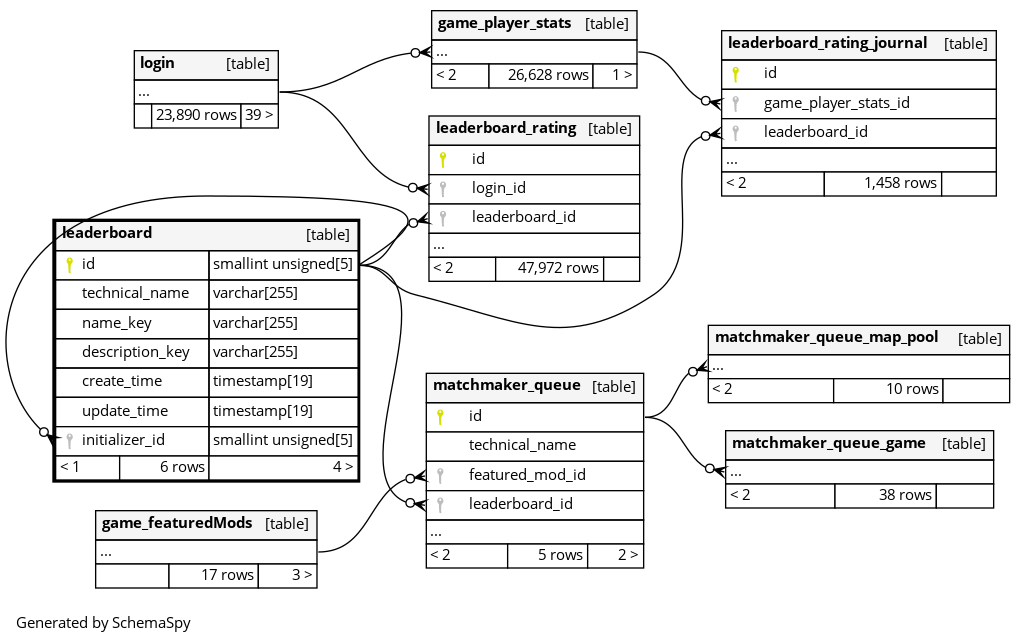 login [table]
...
23,890 rows 39 >
game_player_stats [table]
...
< 2 26,628 rows 1 >
leaderboard_rating_journal [table]
id
game_player_stats_id
leaderboard_id
...
< 2 1,458 rows
leaderboard_rating [table]
id
login_id
leaderboard_id
...
< 2 47,972 rows
leaderboard [table]
id smallint unsigned[5]
technical_name varchar[255]
name_key varchar[255]
description_key varchar[255]
create_time timestamp[19]
update_time timestamp[19]
initializer_id smallint unsigned[5]
< 1 6 rows 4 >
matchmaker_queue_map_pool [table]
...
< 2 10 rows
matchmaker_queue [table]
id
technical_name
featured_mod_id
leaderboard_id
...
< 2 5 rows 2 >
matchmaker_queue_game [table]
...
< 2 38 rows
game_featuredMods [table]
...
17 rows 3 >
Generated by SchemaSpy